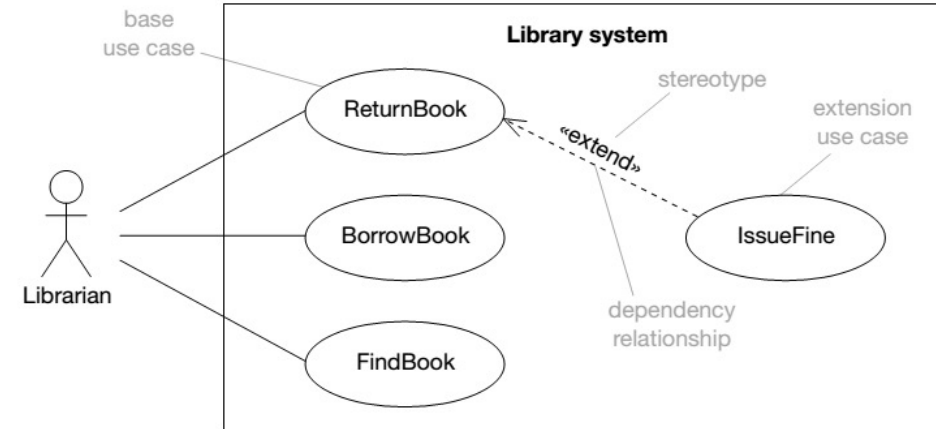 base
use case
Library system
stereotype
ReturnBook
«extend»
extension
use case
BorrowBook
IssueFine
Librarian
dependency
relationship
FindBook